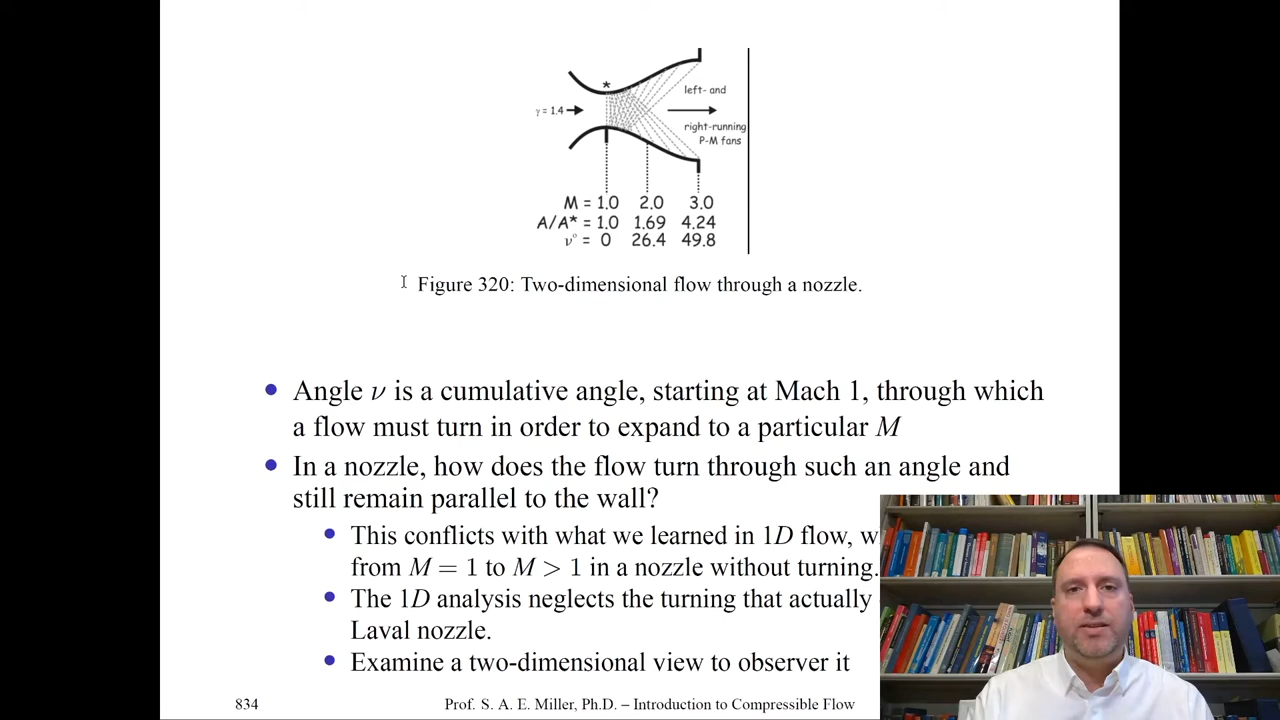 *
left- and
γ = 1.4
right-running
P-M fans
M = 1.0 2.0 3.0
A/A* = 1.0 1.69 4.24
ν° = 0 26.4 49.8
Figure 320: Two-dimensional flow through a nozzle.
• Angle ν is a cumulative angle, starting at Mach 1, through which
a flow must turn in order to expand to a particular M
• In a nozzle, how does the flow turn through such an angle and
still remain parallel to the wall?
• This conflicts with what we learned in 1D flow, w
from M = 1 to M > 1 in a nozzle without turning.
• The 1D analysis neglects the turning that actually
Laval nozzle.
• Examine a two-dimensional view to observer it
834 Prof. S. A. E. Miller, Ph.D. – Introduction to Compressible Flow